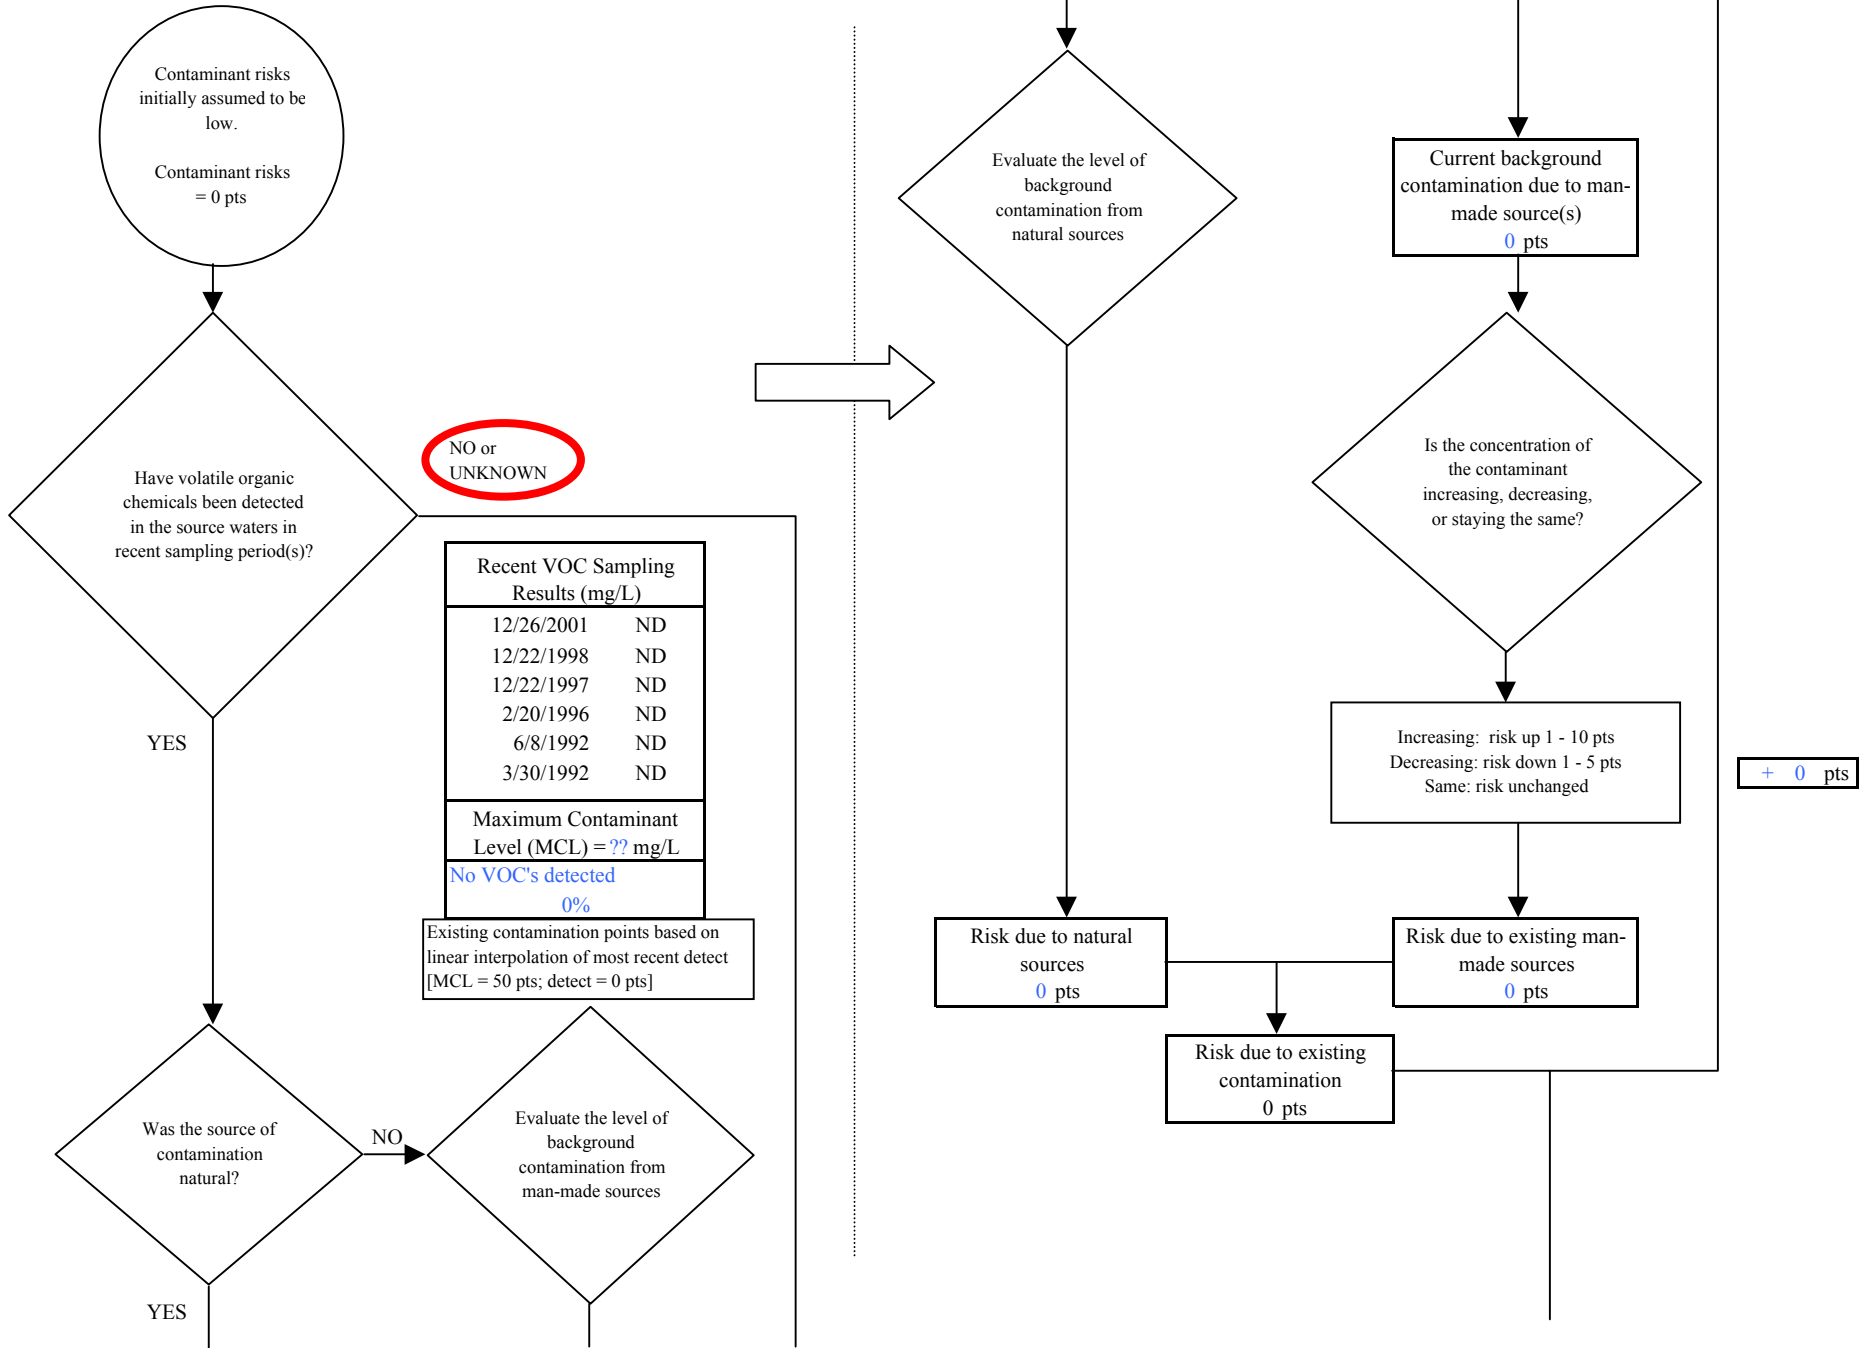 Contaminant risks
initially assumed to be
low.
Contaminant risks
= 0 pts
Have volatile organic
chemicals been detected
in the source waters in
recent sampling period(s)?
NO or
UNKNOWN
YES
Recent VOC Sampling
Results (mg/L)
12/26/2001 ND
12/22/1998 ND
12/22/1997 ND
2/20/1996 ND
6/8/1992 ND
3/30/1992 ND
Maximum Contaminant
Level (MCL) = ?? mg/L
No VOC's detected
0%
Existing contamination points based on
linear interpolation of most recent detect
[MCL = 50 pts; detect = 0 pts]
Was the source of
contamination
natural?
NO
YES
Evaluate the level of
background
contamination from
man-made sources
Evaluate the level of
background
contamination from
natural sources
Current background
contamination due to man-
made source(s)
0 pts
Is the concentration of
the contaminant
increasing, decreasing,
or staying the same?
Increasing: risk up 1 - 10 pts
Decreasing: risk down 1 - 5 pts
Same: risk unchanged
+ 0 pts
Risk due to natural
sources
0 pts
Risk due to existing man-
made sources
0 pts
Risk due to existing
contamination
0 pts